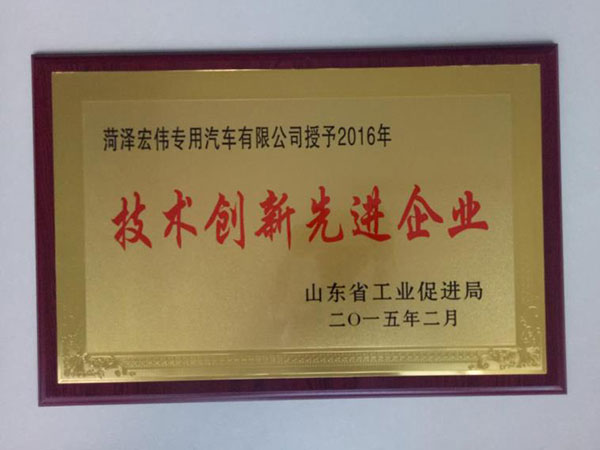 菏泽宏伟专用汽车有限公司授予2016年
技术创新先进企业
山东省工业促进局
二〇一五年二月